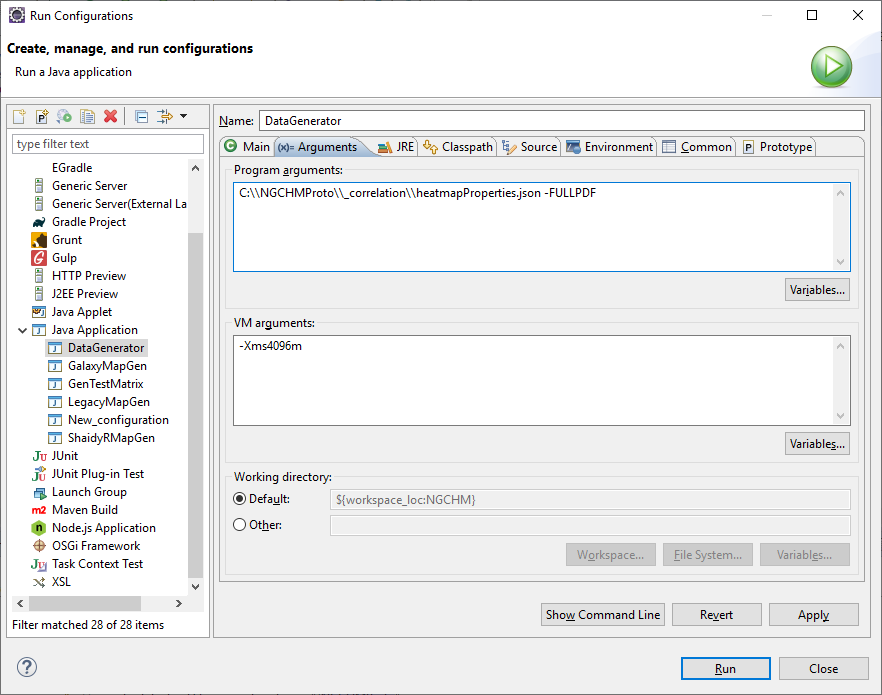 Run Configurations
Create, manage, and run configurations
Run a Java application
type filter text
EGradle
Generic Server
Generic Server(External La
Gradle Project
Grunt
Gulp
HTTP Preview
J2EE Preview
Java Applet
Java Application
DataGenerator
GalaxyMapGen
GenTestMatrix
LegacyMapGen
New_configuration
ShaidyRMapGen
JUnit
JUnit Plug-in Test
Launch Group
Maven Build
Node.js Application
OSGi Framework
Task Context Test
XSL
Filter matched 28 of 28 items
Name: DataGenerator
Main (x)= Arguments JRE Classpath Source Environment Common Prototype
Program arguments:
C:\\NGCHMProto\\_correlation\\heatmapProperties.json -FULLPDF
Variables...
VM arguments:
-Xms4096m
Variables...
Working directory:
Default: ${workspace_loc:NGCHM}
Other:
Workspace... File System... Variables...
Show Command Line Revert Apply
Run Close